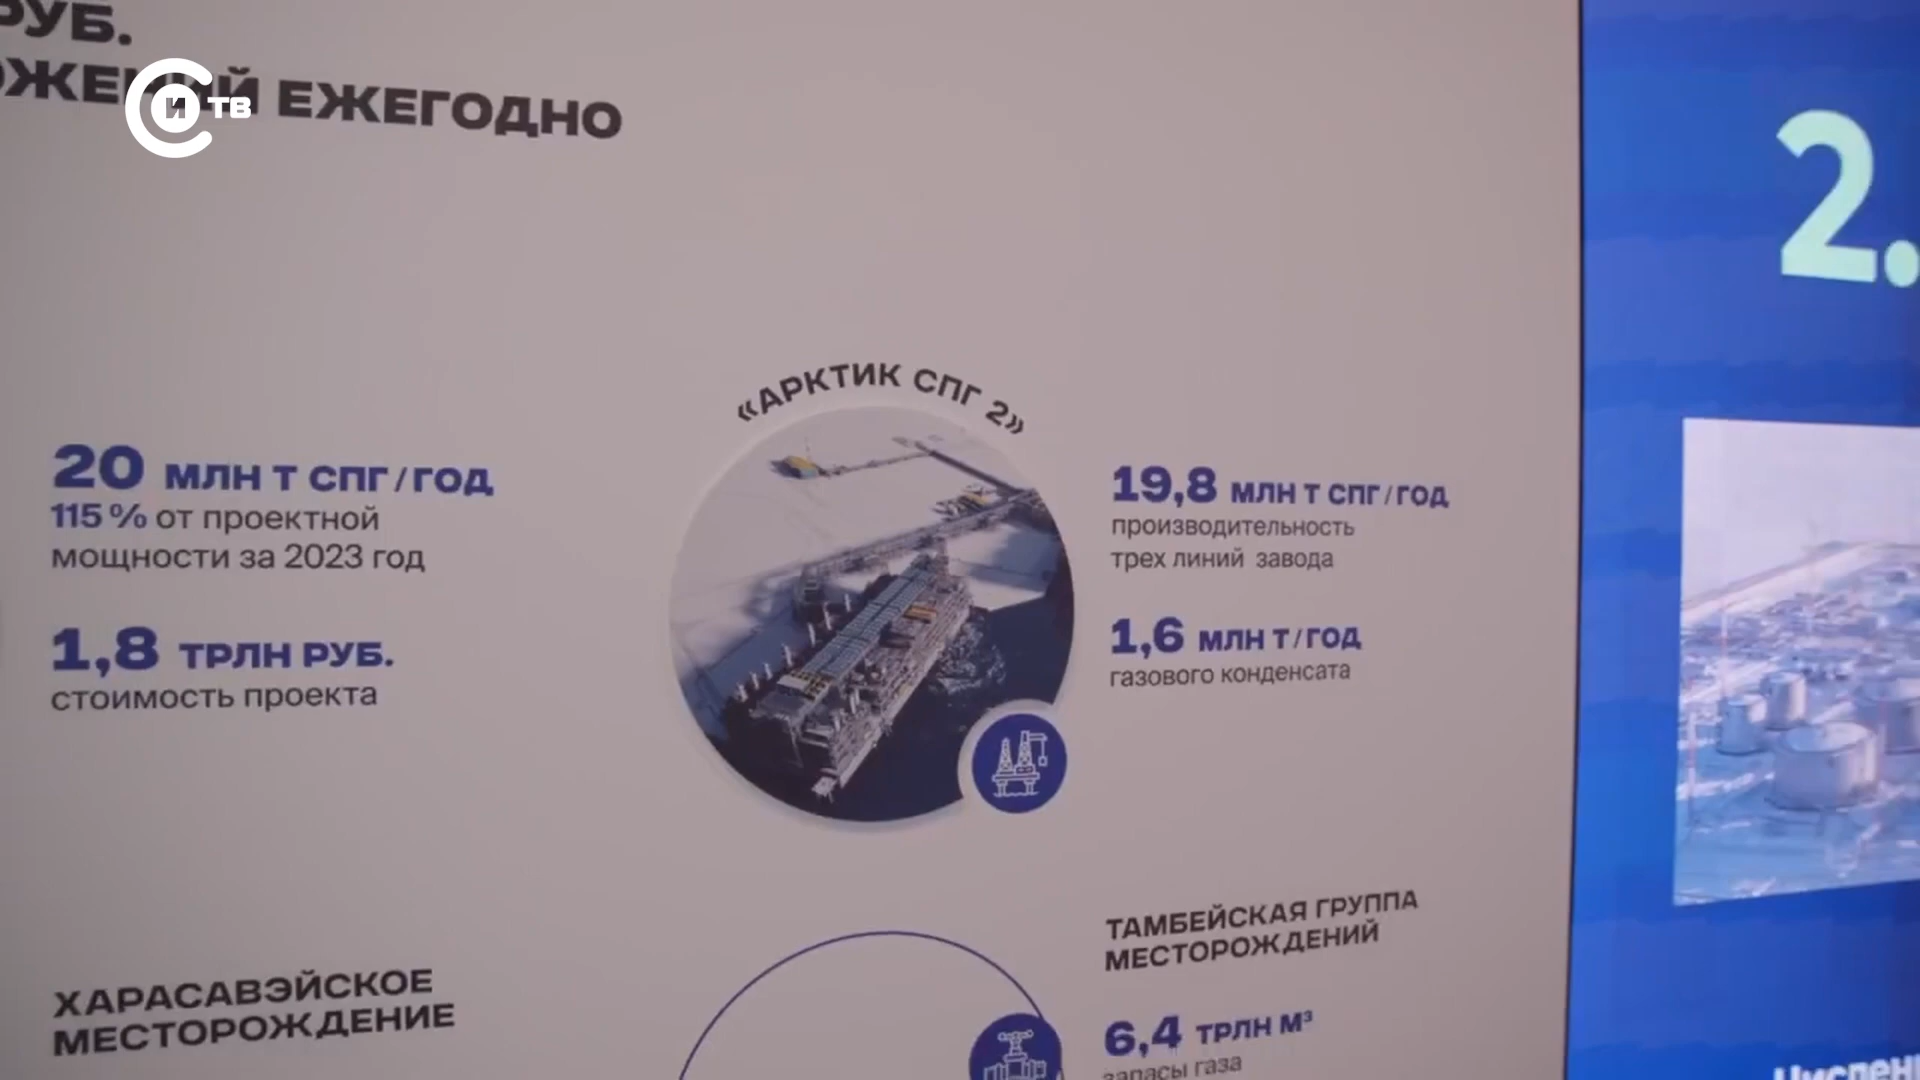 РУБ.
ЕЖЕГОДНО
С И ТВ
«АРКТИК СПГ 2»
20 МЛН Т СПГ/ГОД
115% от проектной
мощности за 2023 год
1,8 ТРЛН РУБ.
стоимость проекта
19,8 МЛН Т СПГ/ГОД
производительность
трех линий завода
1,6 МЛН Т/ГОД
газового конденсата
ХАРАСАВЭЙСКОЕ
МЕСТОРОЖДЕНИЕ
ТАМБЕЙСКАЯ ГРУППА
МЕСТОРОЖДЕНИЙ
6,4 ТРЛН М³
запасы газа
2.